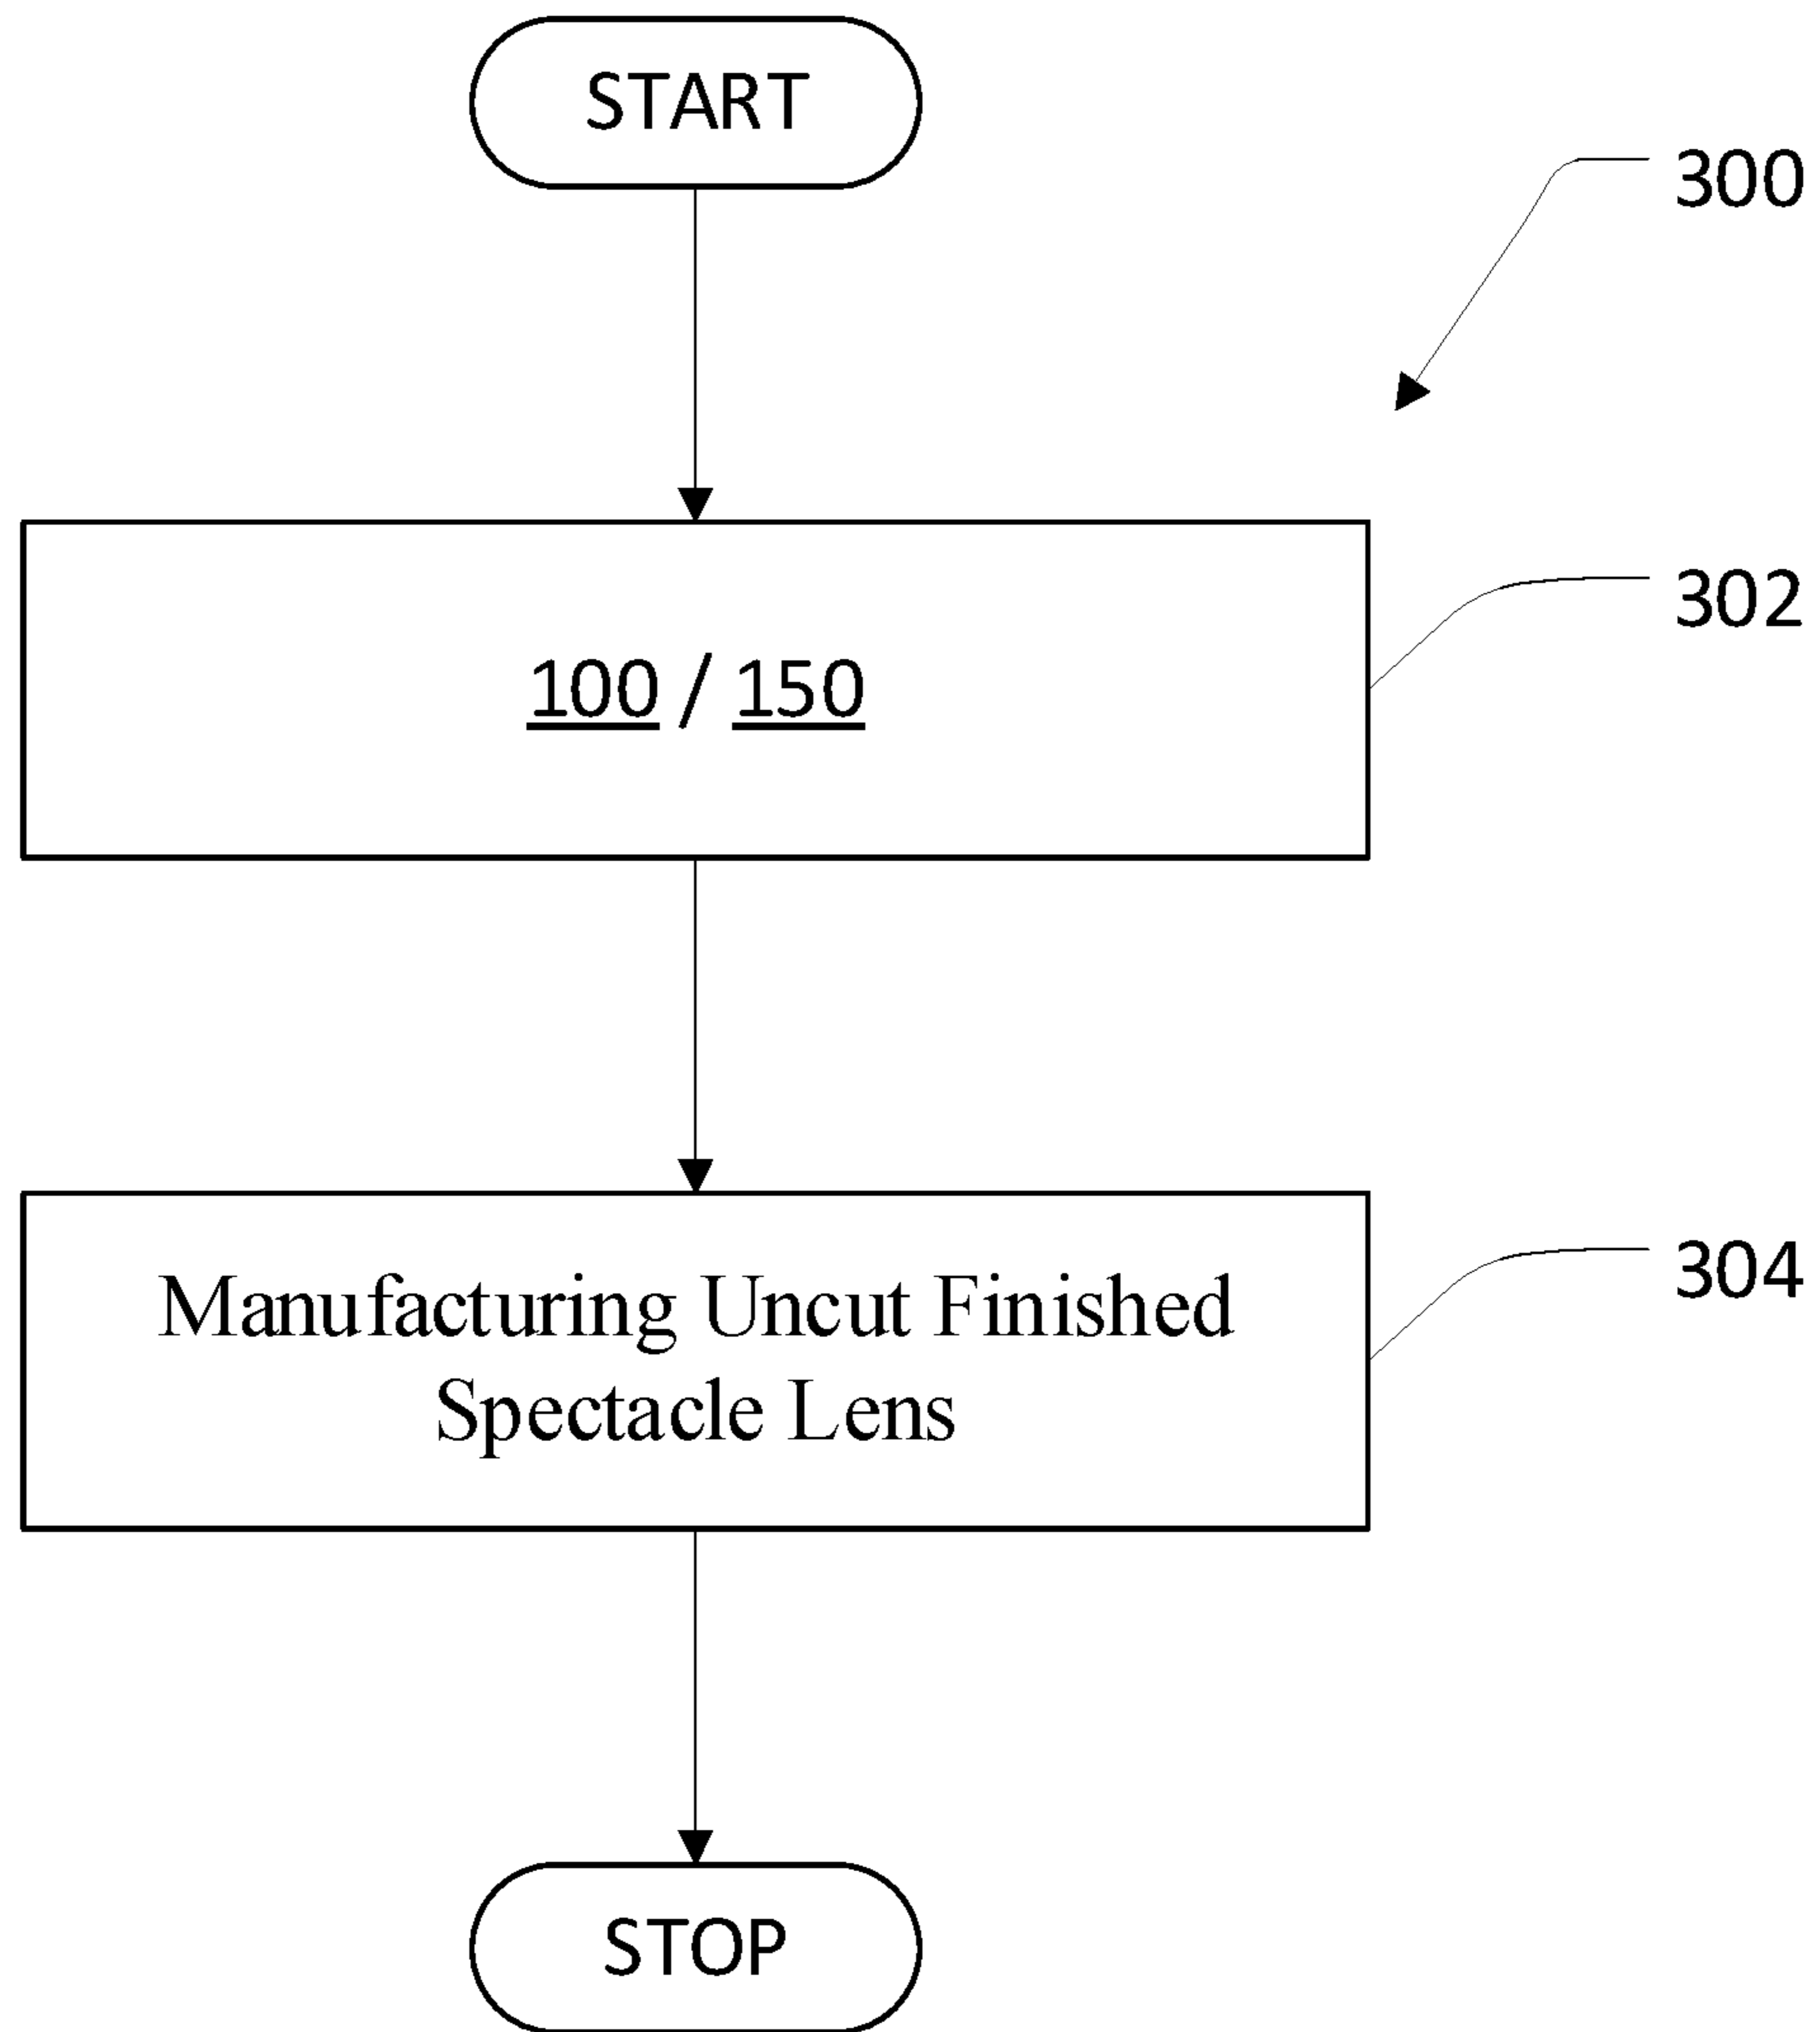 START
300
302
100 / 150
304
Manufacturing Uncut Finished
Spectacle Lens
STOP